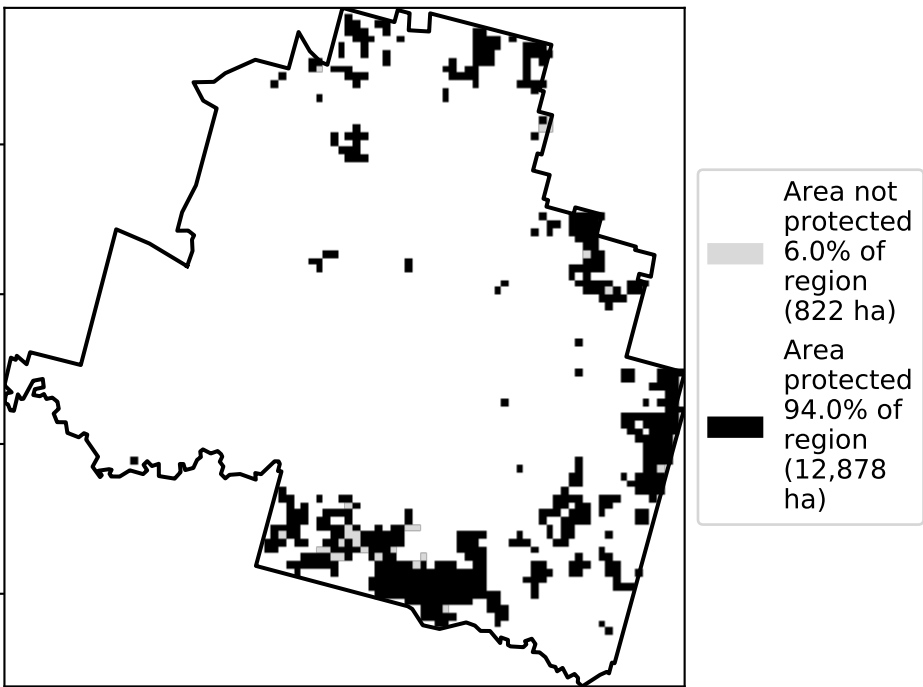 Area not
protected
6.0% of
region
(822 ha)
Area
protected
94.0% of
region
(12,878
ha)